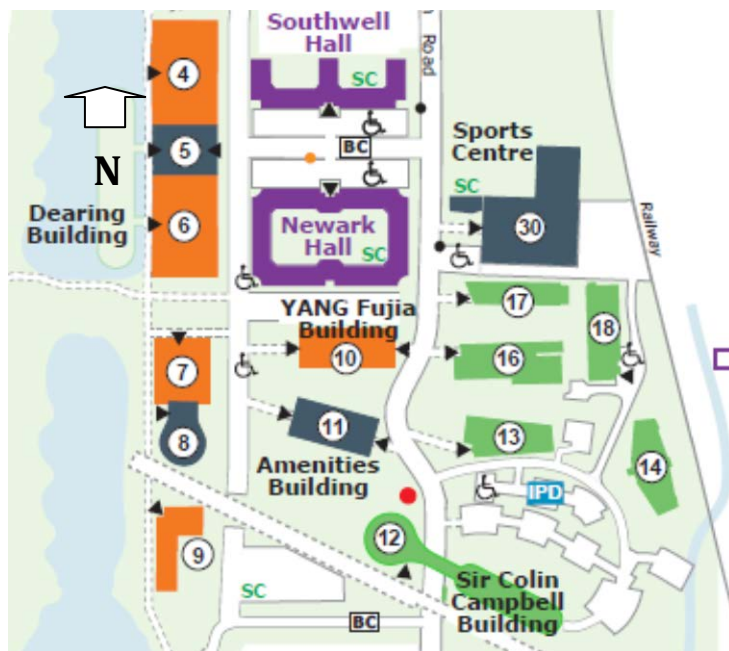 Southwell
Hall
SC
Road
4
BC
5
N
Sports
Centre
SC
Dearing
Building
6
Newark
Hall
SC
30
Railway
17
YANG Fujia
Building
18
7
10
16
8
11
13
Amenities
Building
14
IPD
12
9
Sir Colin
Campbell
Building
SC
BC